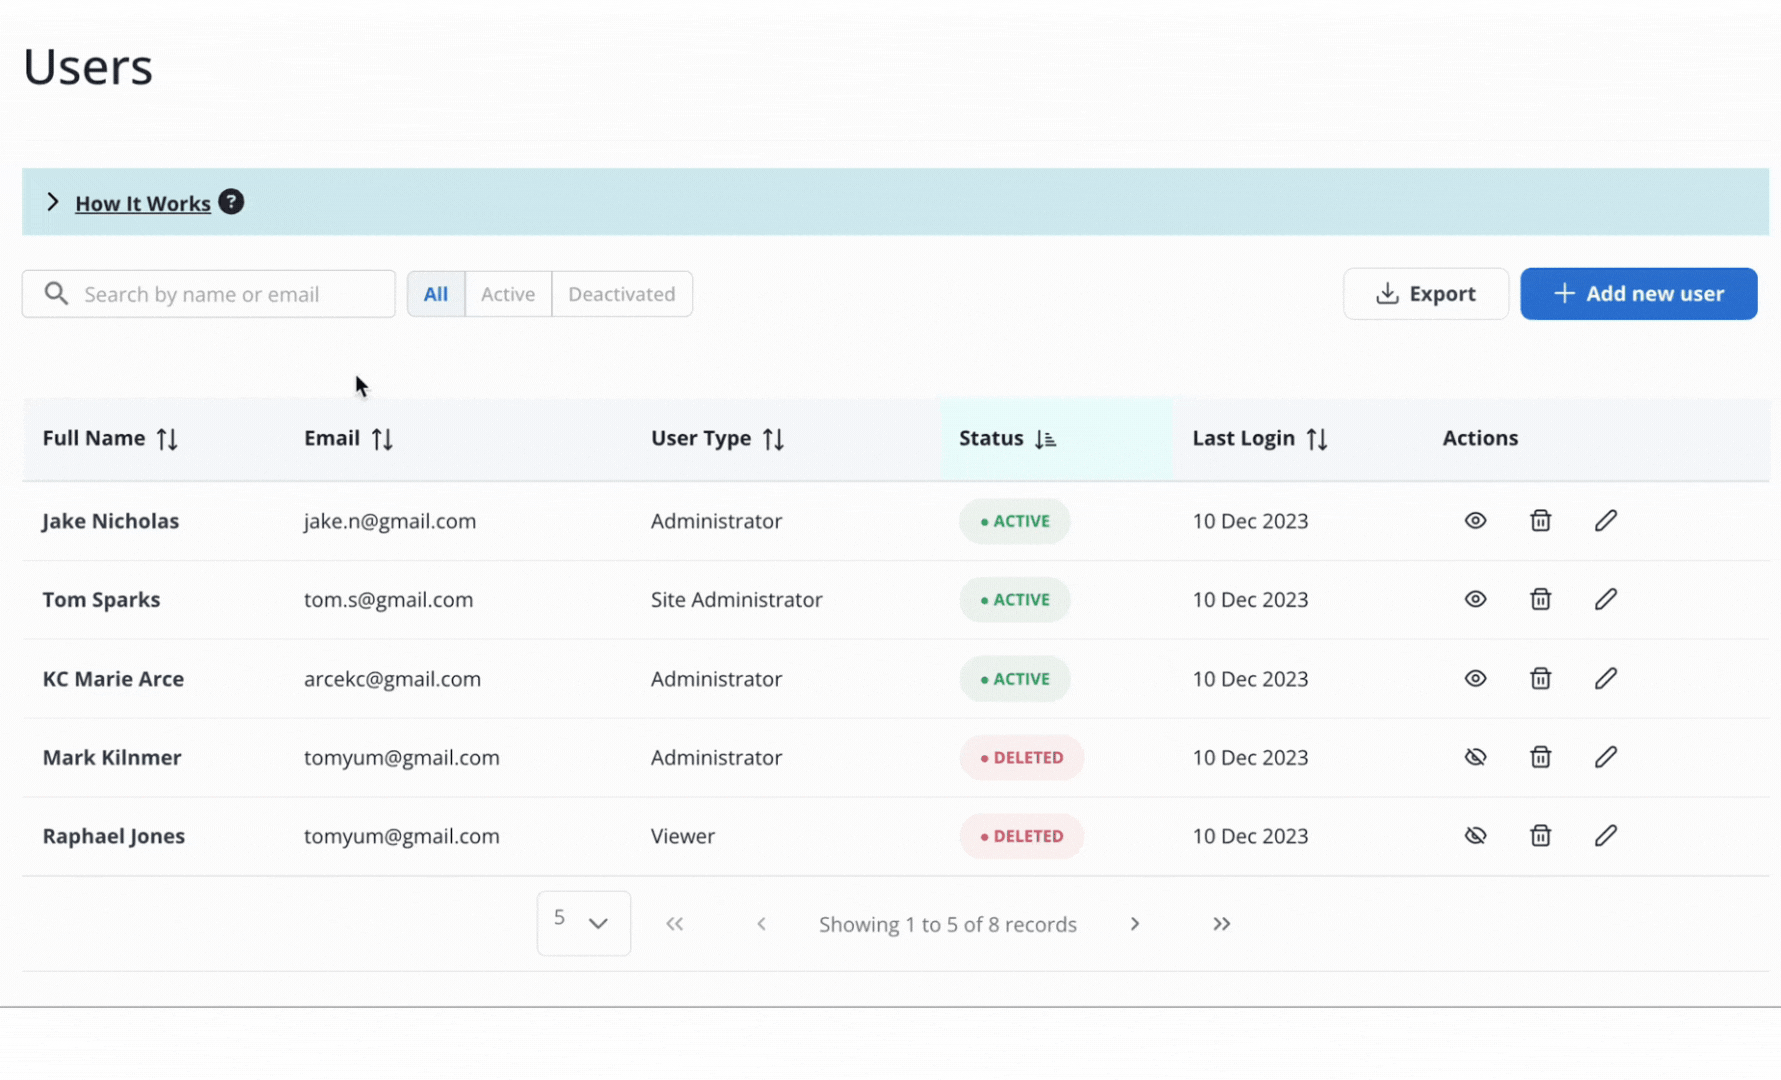 Users
How It Works ?
Search by name or email All Active Deactivated Export + Add new user
Full Name Email User Type Status Last Login Actions
Jake Nicholas jake.n@gmail.com Administrator • ACTIVE 10 Dec 2023
Tom Sparks tom.s@gmail.com Site Administrator • ACTIVE 10 Dec 2023
KC Marie Arce arcekc@gmail.com Administrator • ACTIVE 10 Dec 2023
Mark Kilnmer tomyum@gmail.com Administrator • DELETED 10 Dec 2023
Raphael Jones tomyum@gmail.com Viewer • DELETED 10 Dec 2023
5 Showing 1 to 5 of 8 records